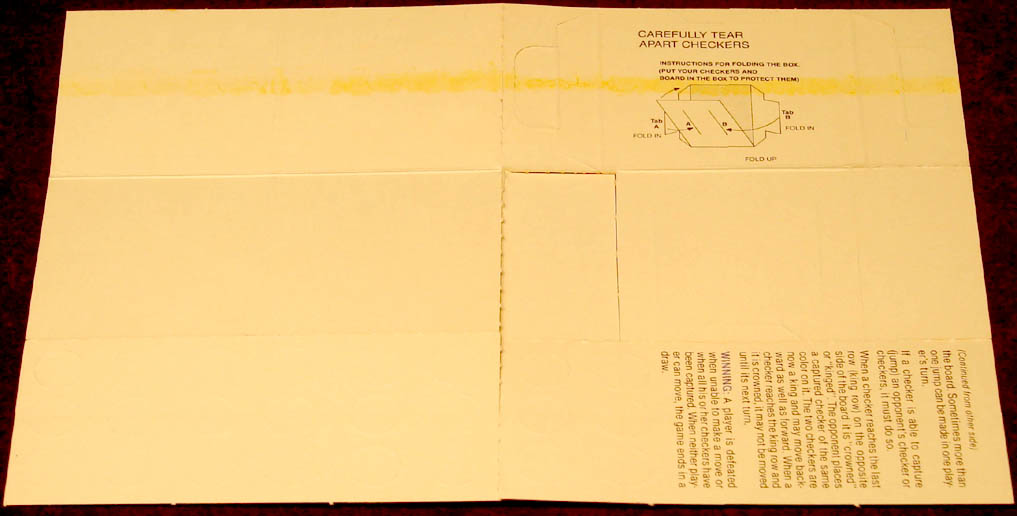 CAREFULLY TEAR
APART CHECKERS
INSTRUCTIONS FOR FOLDING THE BOX.
(PUT YOUR CHECKERS AND
BOARD IN THE BOX TO PROTECT THEM)
Tab
A
FOLD IN
A
B
Tab
B
FOLD IN
FOLD UP
(Continued from other side)
the board. Sometimes more than
one jump can be made in one play-
er's turn.
If a checker is able to capture
(jump) an opponent's checker or
checkers, it must do so.
When a checker reaches the last
row (king row) on the opposite
side of the board it is "crowned"
or "kinged". The opponent places
a captured checker of the same
color on it. The two checkers are
now a king and may move back-
ward as well as forward. When a
checker reaches the king row and
it is crowned, it may not be moved
until its next turn.
WINNING: A player is defeated
when unable to make a move or
when all his or her checkers have
been captured. When neither play-
er can move, the game ends in a
draw.